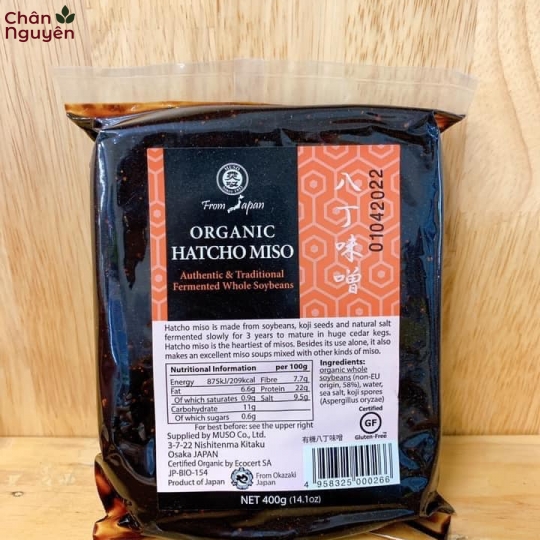 Chân
Nguyên
MUSO
From Japan
ORGANIC
HATCHO MISO
Authentic & Traditional
Fermented Whole Soybeans
八丁味噌
01042022
Hatcho miso is made from soybeans, koji seeds and natural salt
fermented slowly for 3 years to mature in huge cedar kegs.
Hatcho miso is the heartiest of misos. Besides its use alone, it also
makes an excellent miso soups mixed with other kinds of miso.
Nutritional Information per 100g
Energy 875kJ/209kcal Fibre 7.7g
Fat 6.6g Protein 22g
Of which saturates 0.9g Salt 9.5g
Carbohydrate 11g
Of which sugars 0.6g
For best before: see the upper right
Supplied by MUSO Co., Ltd.
3-7-22 Nishitenma Kitaku
Osaka JAPAN
Certified Organic by Ecocert SA
JP-BIO-154
Product of Japan
From Okazaki
Japan
Ingredients:
organic whole
soybeans (non-EU
origin, 58%), water,
sea salt, koji spores
(Aspergillus oryzae)
Certified
GF
Gluten-Free
有機八丁味噌
4 958325 000266
NET 400g (14.1oz)